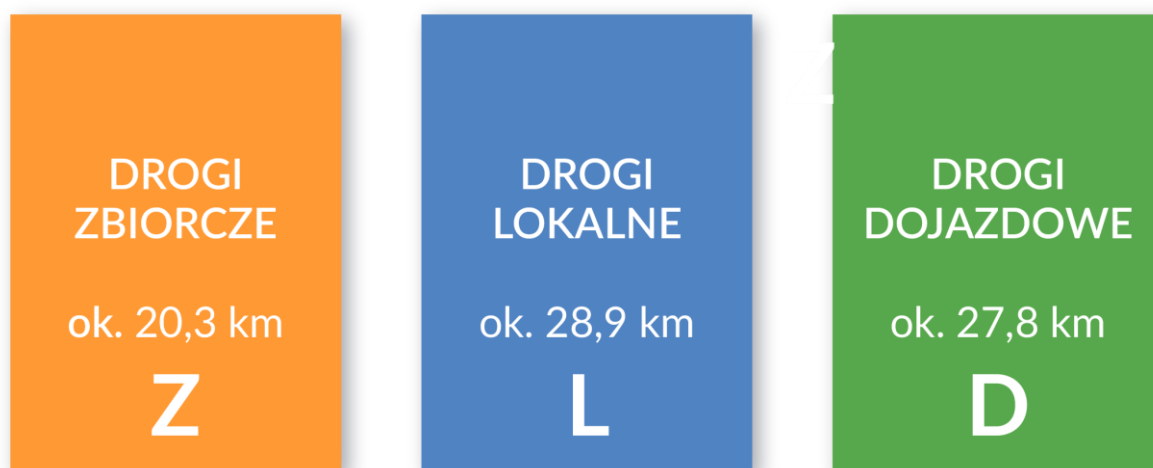 DROGI
ZBIORCZE
ok. 20,3 km
Z
DROGI
LOKALNE
ok. 28,9 km
L
DROGI
DOJAZDOWE
ok. 27,8 km
D